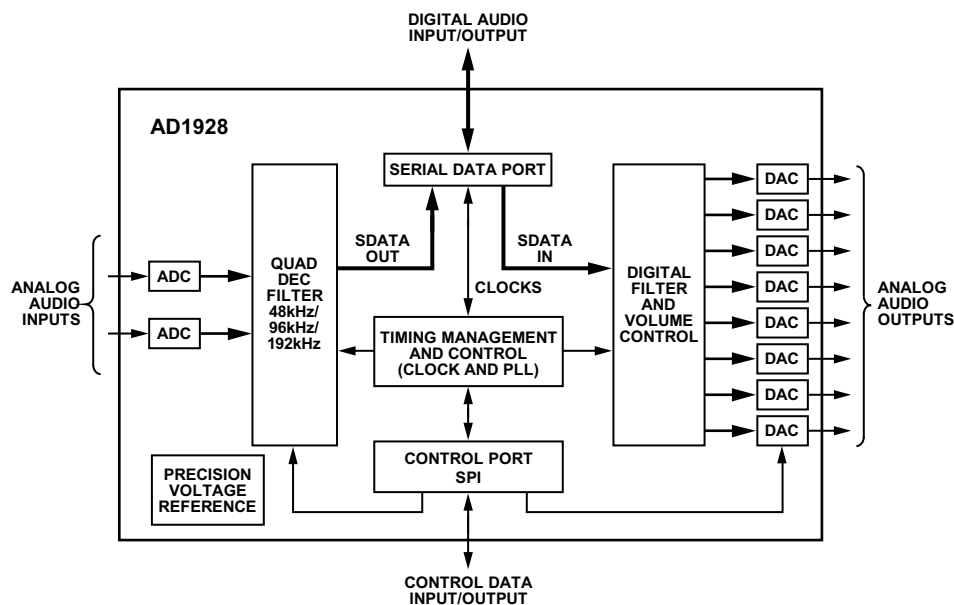 DIGITAL AUDIO
INPUT/OUTPUT
AD1928
SERIAL DATA PORT
SDATA
OUT
SDATA
IN
CLOCKS
ANALOG
AUDIO
INPUTS
ADC
ADC
QUAD
DEC
FILTER
48kHz/
96kHz/
192kHz
TIMING MANAGEMENT
AND CONTROL
(CLOCK AND PLL)
DIGITAL
FILTER
AND
VOLUME
CONTROL
DAC
DAC
DAC
DAC
DAC
DAC
DAC
DAC
ANALOG
AUDIO
OUTPUTS
PRECISION
VOLTAGE
REFERENCE
CONTROL PORT
SPI
CONTROL DATA
INPUT/OUTPUT